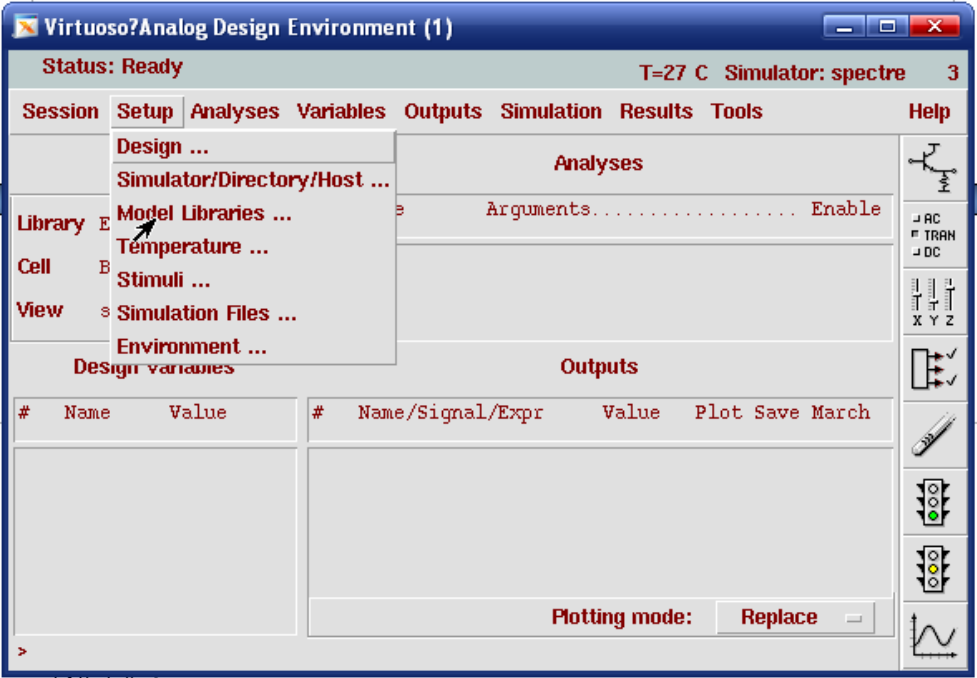 Virtuoso?Analog Design Environment (1)
Status: Ready T=27 C Simulator: spectre 3
Session Setup Analyses Variables Outputs Simulation Results Tools Help
Design ...
Simulator/Directory/Host ...
Model Libraries ...
Temperature ...
Stimuli ...
Simulation Files ...
Environment ...
Analyses
Library E
Arguments................... Enable
Cell B
View s
Design Variables
Outputs
# Name Value
# Name/Signal/Expr Value Plot Save March
Plotting mode: Replace
>
AC
TRAN
DC
X Y Z